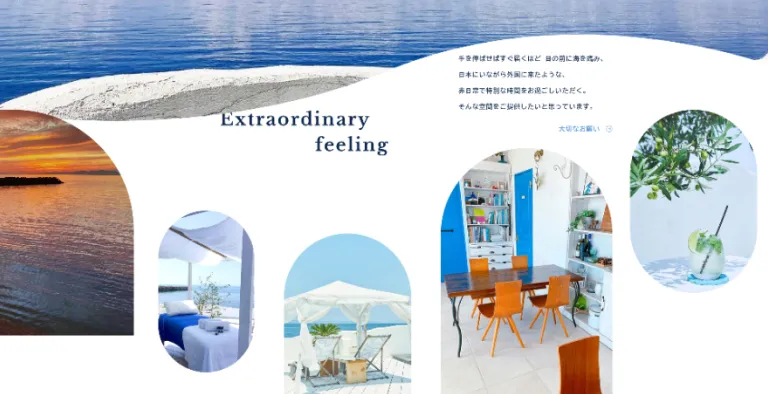 手を伸ばせばすぐ届くほど 目の前に海を臨み、
日本にいながら外国に来たような、
非日常で特別な時間をお過ごしいただく。
そんな空間をご提供したいと思っています。
大切なお願い
Extraordinary
feeling